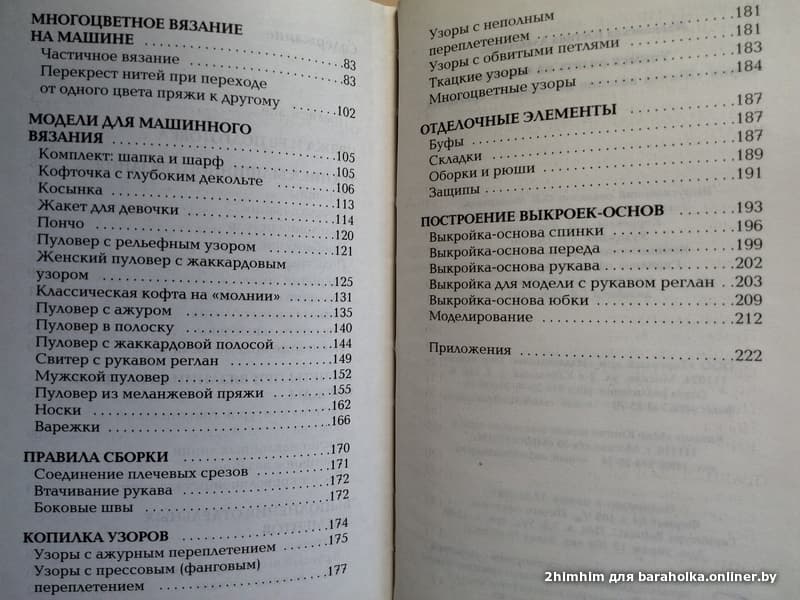 МНОГОЦВЕТНОЕ ВЯЗАНИЕ
НА МАШИНЕ ..................83
Частичное вязание ..................83
Перекрест нитей при переходе
от одного цвета пряжи к другому .......102
МОДЕЛИ ДЛЯ МАШИННОГО
ВЯЗАНИЯ ..................105
Комплект: шапка и шарф ..............105
Кофточка с глубоким декольте ..........106
Косынка ..................113
Жакет для девочки ..................114
Пончо ..................120
Пуловер с рельефным узором ..........121
Женский пуловер с жаккардовым
узором ..................125
Классическая кофта на «молнии» .......131
Пуловер с ажуром ..................135
Пуловер в полоску ..................140
Пуловер с жаккардовой полосой ........144
Свитер с рукавом реглан ..............149
Мужской пуловер ..................152
Пуловер из меланжевой пряжи .........155
Носки ..................162
Варежки ..................166
ПРАВИЛА СБОРКИ ..................170
Соединение плечевых срезов ..........171
Втачивание рукава ..................172
Боковые швы ..................172
КОПИЛКА УЗОРОВ ..................174
Узоры с ажурным переплетением .......175
Узоры с прессовым (фанговым)
переплетением ..................177
Узоры с неполным
переплетением ..................181
Узоры с обвитыми петлями ............181
Ткацкие узоры ..................183
Многоцветные узоры ..................184
ОТДЕЛОЧНЫЕ ЭЛЕМЕНТЫ ............187
Буфы ..................187
Складки ..................187
Оборки и рюши ..................189
Защипы ..................191
ПОСТРОЕНИЕ ВЫКРОЕК-ОСНОВ .......193
Выкройка-основа спинки ..............196
Выкройка-основа переда ..............199
Выкройка-основа рукава ..............202
Выкройка для модели с рукавом реглан ..203
Выкройка-основа юбки ..............209
Моделирование ..................212
Приложения ..................222
2hlmhlm для baraholka.onliner.by